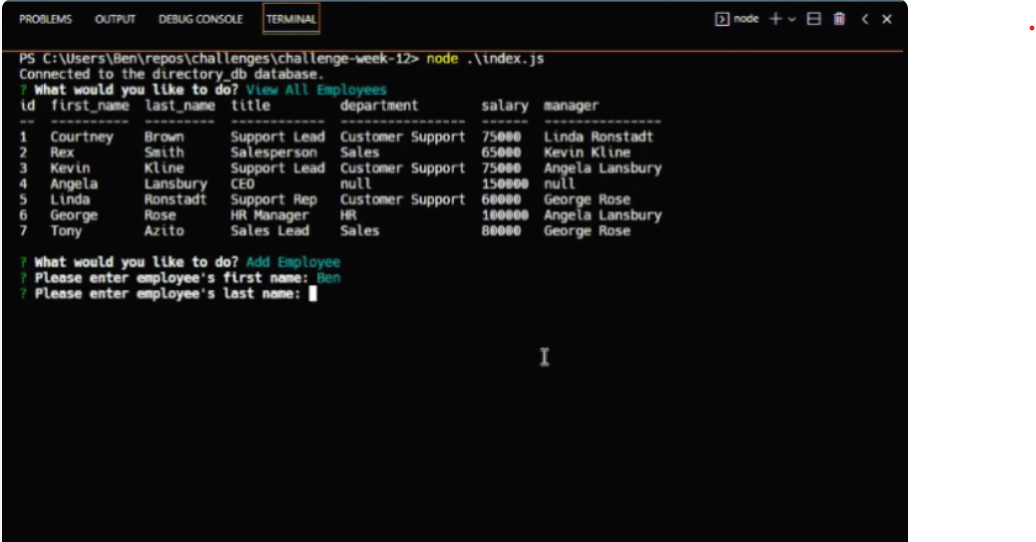 PROBLEMS OUTPUT DEBUG CONSOLE TERMINAL node
PS C:\Users\Ben\repos\challenges\challenge-week-12> node .\index.js
Connected to the directory_db database.
? What would you like to do? View All Employees
id first_name last_name title department salary manager
-- ---------- --------- ------------ ---------------- ------ ---------------
1 Courtney Brown Support Lead Customer Support 75000 Linda Ronstadt
2 Rex Smith Salesperson Sales 65000 Kevin Kline
3 Kevin Kline Support Lead Customer Support 75000 Angela Lansbury
4 Angela Lansbury CEO null 150000 null
5 Linda Ronstadt Support Rep Customer Support 60000 George Rose
6 George Rose HR Manager HR 100000 Angela Lansbury
7 Tony Azito Sales Lead Sales 80000 George Rose
? What would you like to do? Add Employee
? Please enter employee's first name: Ben
? Please enter employee's last name: